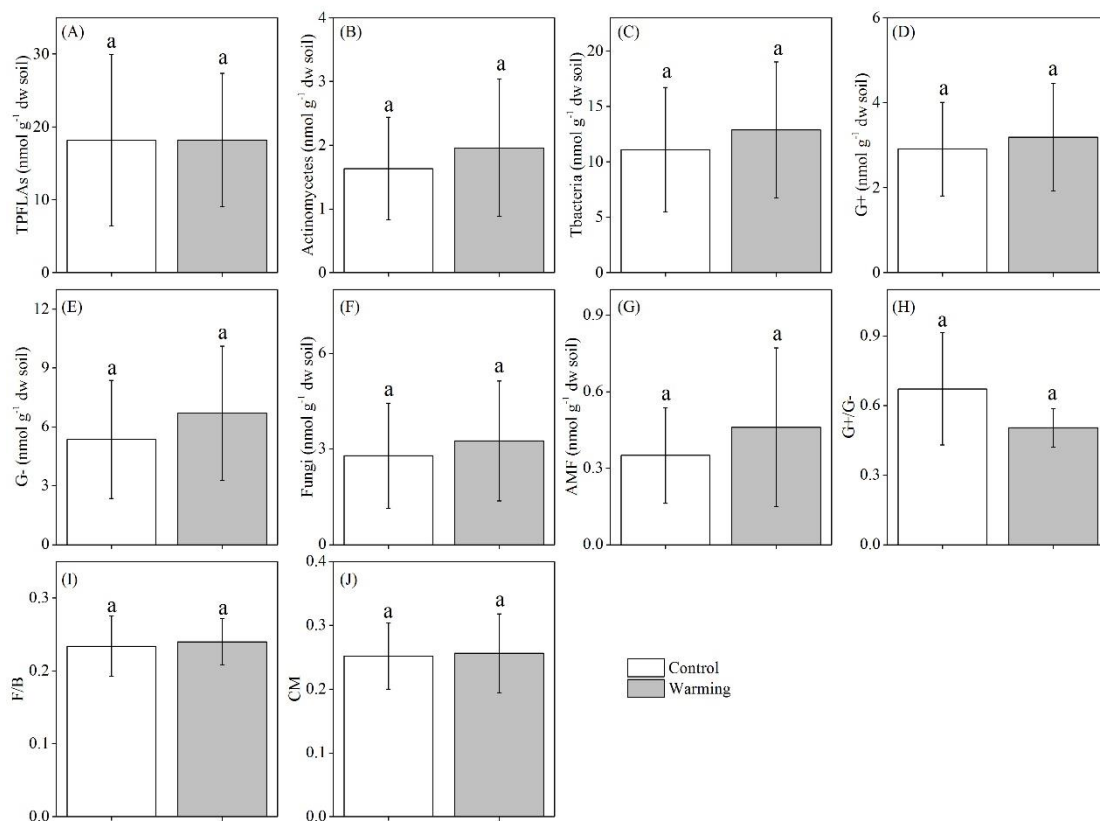 (A)
TPFLAs (nmol g⁻¹ dw soil)
30
20
10
0
a
a
(B)
Actinomycetes (nmol g⁻¹ dw soil)
4
3
2
1
0
a
a
(C)
Tbacteria (nmol g⁻¹ dw soil)
20
15
10
5
0
a
a
(D)
G+ (nmol g⁻¹ dw soil)
6
4
2
0
a
a
(E)
G- (nmol g⁻¹ dw soil)
12
9
6
3
0
a
a
(F)
Fungi (nmol g⁻¹ dw soil)
6
3
0
a
a
(G)
AMF (nmol g⁻¹ dw soil)
0.9
0.6
0.3
0.0
a
a
(H)
G+/G-
0.9
0.6
0.3
0.0
a
a
(I)
F/B
0.3
0.2
0.1
0.0
a
a
(J)
CM
0.4
0.3
0.2
0.1
0.0
a
a
Control
Warming